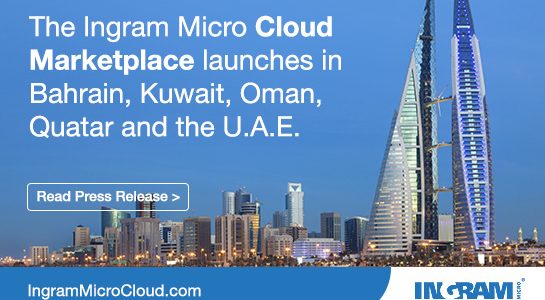 The Ingram Micro Cloud
Marketplace launches in
Bahrain, Kuwait, Oman,
Quatar and the U.A.E.
Read Press Release >
IngramMicroCloud.com
INGRAM
MICRO®